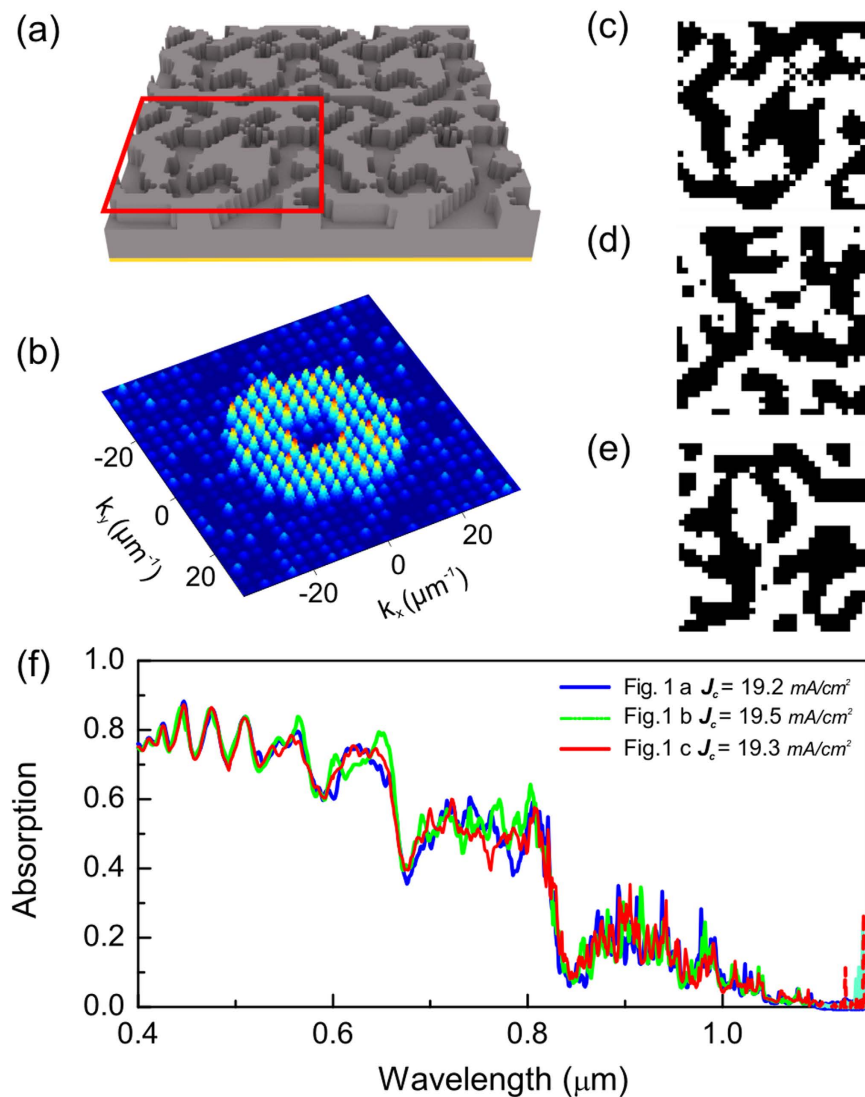 (a)
(b)
-20
0
20
k_y (μm⁻¹)
-20
0
20
k_x (μm⁻¹)
(c)
(d)
(e)
(f)
1.0
0.8
0.6
0.4
0.2
0.0
Absorption
Fig. 1 a J_c = 19.2 mA/cm²
Fig.1 b J_c = 19.5 mA/cm²
Fig.1 c J_c = 19.3 mA/cm²
0.4 0.6 0.8 1.0
Wavelength (μm)